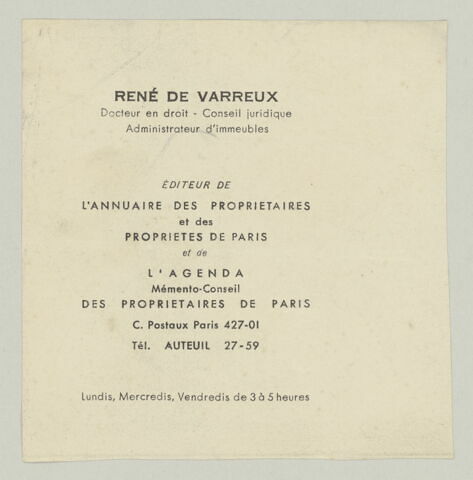 RENÉ DE VARREUX
Docteur en droit - Conseil juridique
Administrateur d'immeubles
ÉDITEUR DE
L'ANNUAIRE DES PROPRIETAIRES
et des
PROPRIETES DE PARIS
et de
L'AGENDA
Mémento-Conseil
DES PROPRIETAIRES DE PARIS
C. Postaux Paris 427-01
Tél. AUTEUIL 27-59
Lundis, Mercredis, Vendredis de 3 à 5 heures